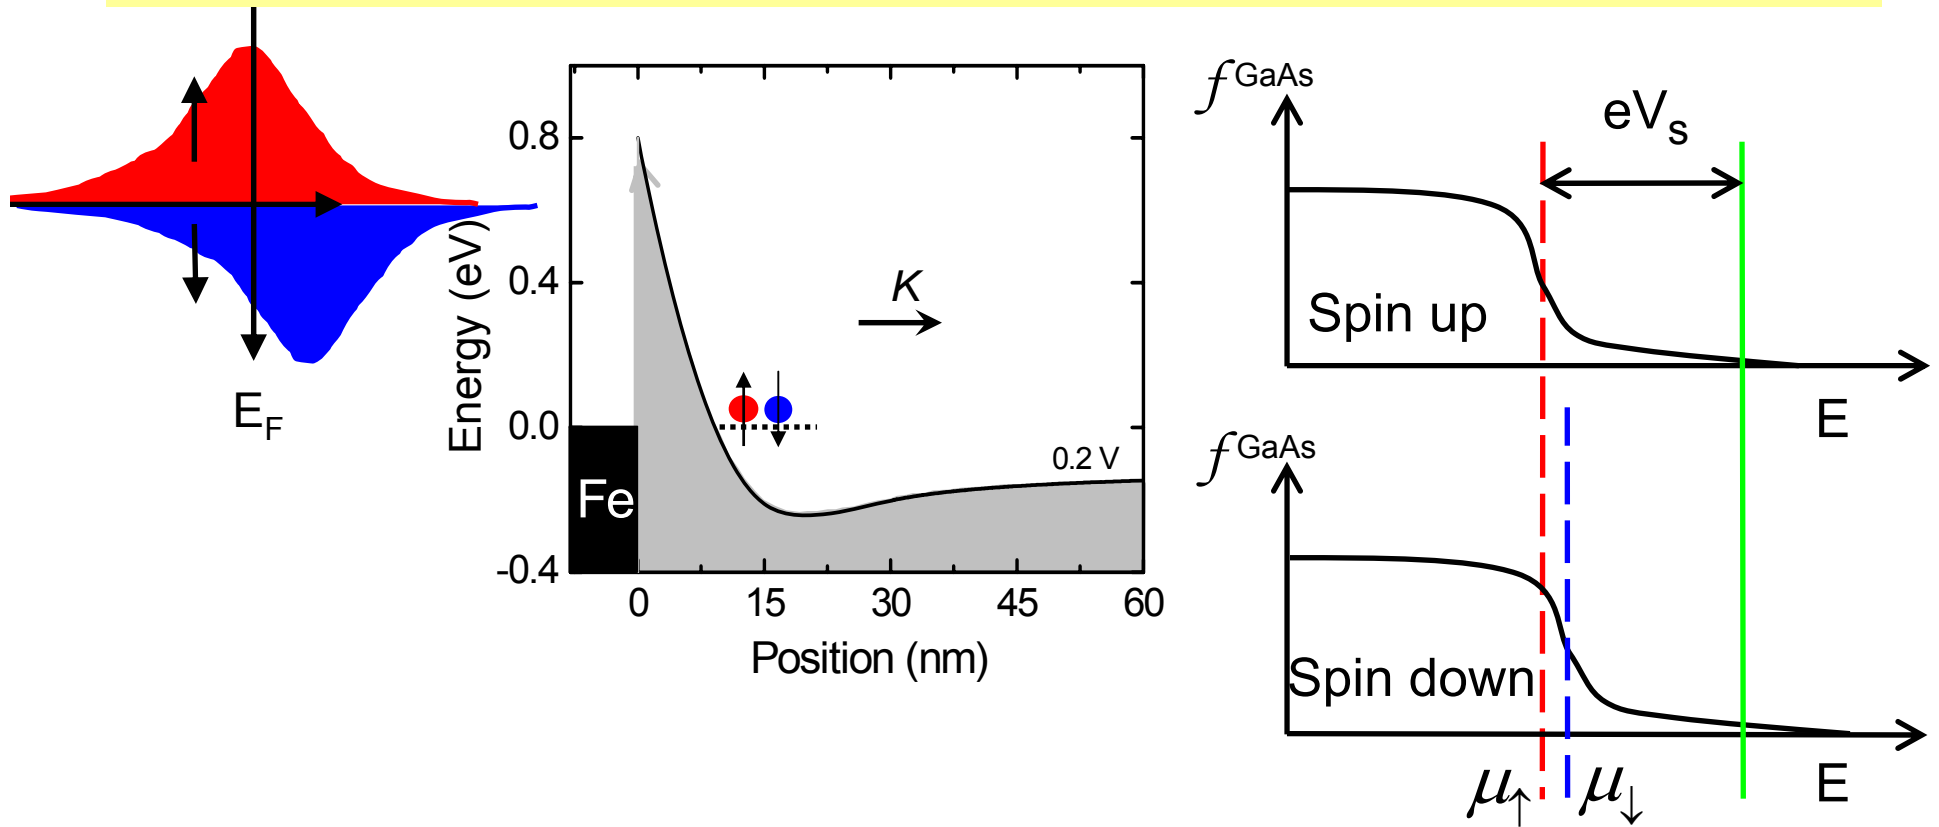 E_F
Energy (eV)
0.8
0.4
0.0
-0.4
Fe
K
0.2 V
0
15
30
45
60
Position (nm)
f GaAs
eV_s
Spin up
E
f GaAs
Spin down
E
μ↑
μ↓